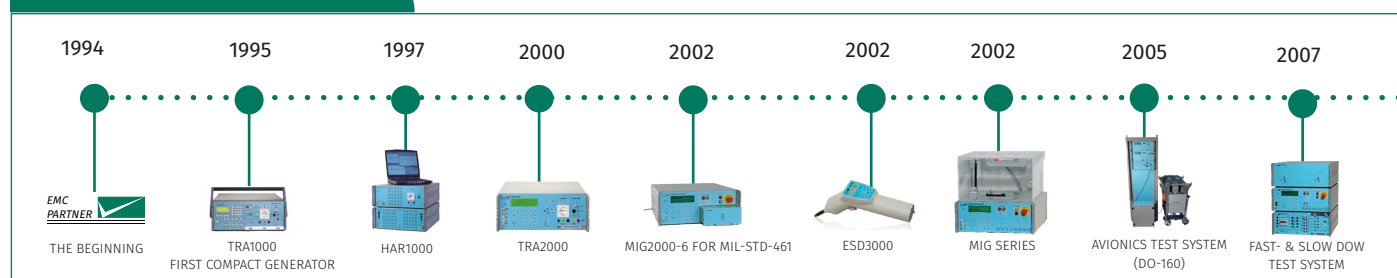 1994
1995
1997
2000
2002
2002
2002
2005
2007
EMC
PARTNER
THE BEGINNING
TRA1000
FIRST COMPACT GENERATOR
HAR1000
TRA2000
MIG2000-6 FOR MIL-STD-461
ESD3000
MIG SERIES
AVIONICS TEST SYSTEM
(DO-160)
FAST- & SLOW DOW
TEST SYSTEM